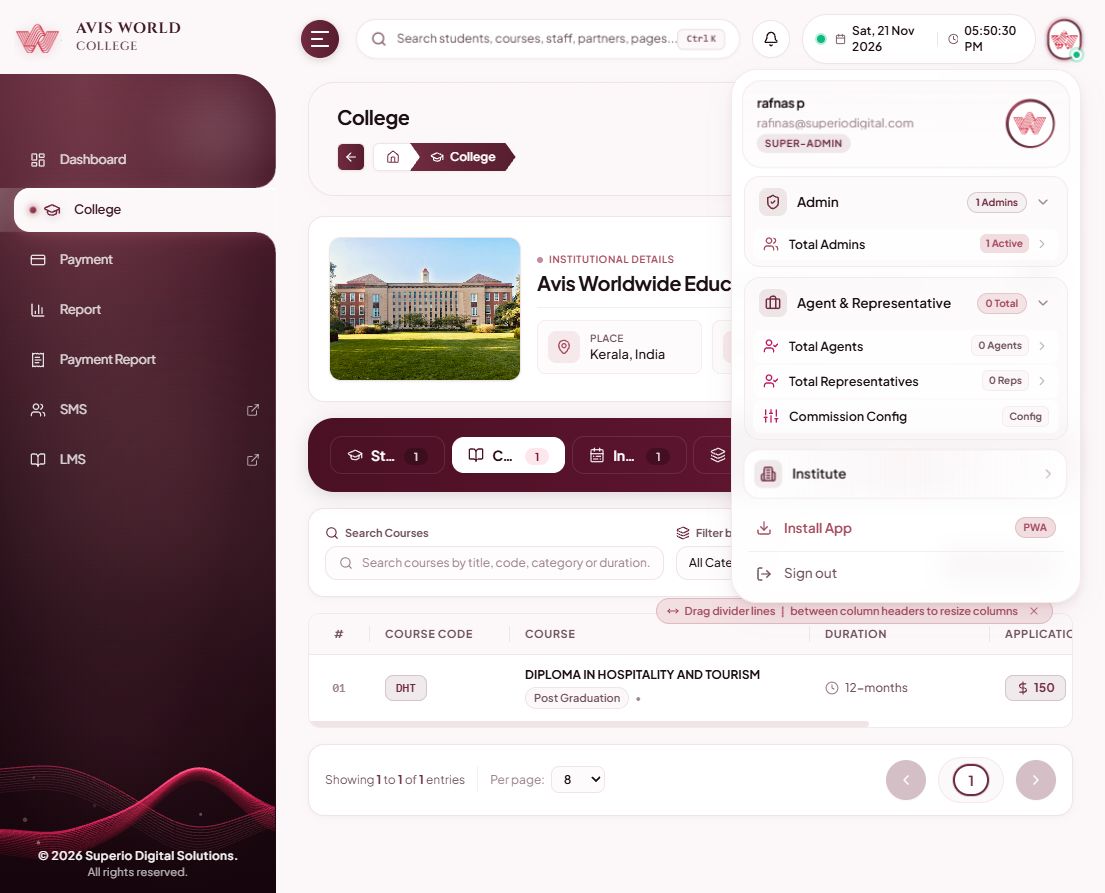 AVIS WORLD
COLLEGE
Search students, courses, staff, partners, pages...
Ctrl K
Sat, 21 Nov 2026
05:50:30 PM
Dashboard
College
Payment
Report
Payment Report
SMS
LMS
© 2026 Superio Digital Solutions.
All rights reserved.
College
College
INSTITUTIONAL DETAILS
Avis Worldwide Educ
PLACE
Kerala, India
St... 1
C... 1
In... 1
Search Courses
Filter b
Search courses by title, code, category or duration.
All Cate
Drag divider lines | between column headers to resize columns
# COURSE CODE COURSE DURATION APPLICATIO
01 DHT DIPLOMA IN HOSPITALITY AND TOURISM 12-months $ 150
Post Graduation •
Showing 1 to 1 of 1 entries
Per page: 8
1
rafnas p
rafinas@superiodigital.com
SUPER-ADMIN
Admin 1 Admins
Total Admins 1 Active
Agent & Representative 0 Total
Total Agents 0 Agents
Total Representatives 0 Reps
Commission Config Config
Institute
Install App PWA
Sign out